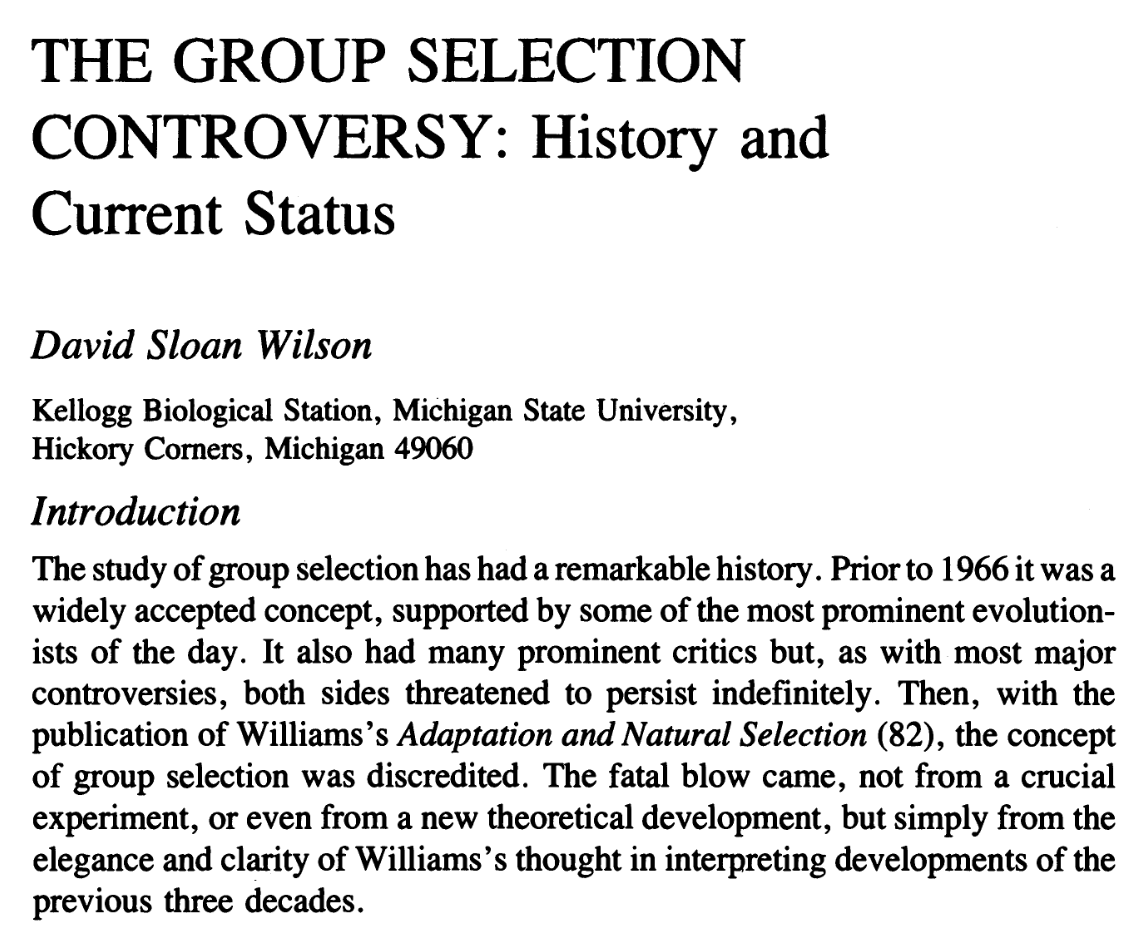 THE GROUP SELECTION
CONTROVERSY: History and
Current Status
David Sloan Wilson
Kellogg Biological Station, Michigan State University,
Hickory Corners, Michigan 49060
Introduction
The study of group selection has had a remarkable history. Prior to 1966 it was a
widely accepted concept, supported by some of the most prominent evolution-
ists of the day. It also had many prominent critics but, as with most major
controversies, both sides threatened to persist indefinitely. Then, with the
publication of Williams's Adaptation and Natural Selection (82), the concept
of group selection was discredited. The fatal blow came, not from a crucial
experiment, or even from a new theoretical development, but simply from the
elegance and clarity of Williams's thought in interpreting developments of the
previous three decades.